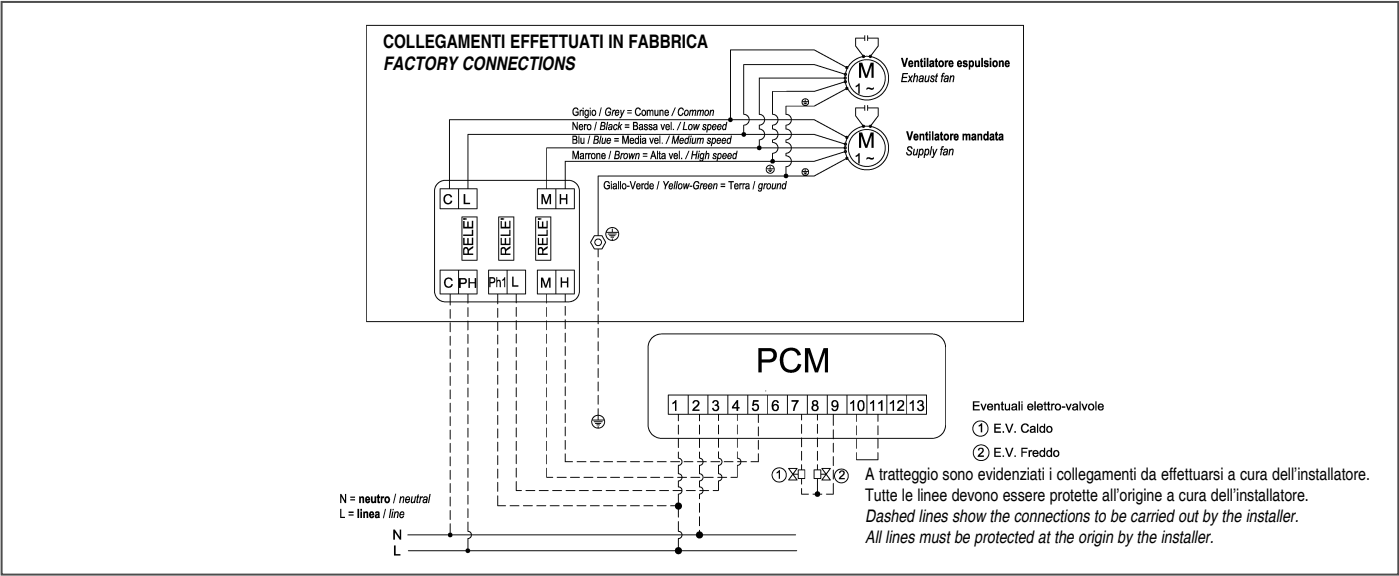 COLLEGAMENTI EFFETTUATI IN FABBRICA
FACTORY CONNECTIONS
M
1 ~
Ventilatore espulsione
Exhaust fan
Grigio / Grey = Comune / Common
Nero / Black = Bassa vel. / Low speed
Blu / Blue = Media vel. / Medium speed
Marrone / Brown = Alta vel. / High speed
Giallo-Verde / Yellow-Green = Terra / ground
M
1 ~
Ventilatore mandata
Supply fan
C L M H
RELE' RELE' RELE'
C PH Ph1 L M H
PCM
1 2 3 4 5 6 7 8 9 10 11 12 13
Eventuali elettro-valvole
1 E.V. Caldo
2 E.V. Freddo
1 2
A tratteggio sono evidenziati i collegamenti da effettuarsi a cura dell'installatore.
Tutte le linee devono essere protette all'origine a cura dell'installatore.
Dashed lines show the connections to be carried out by the installer.
All lines must be protected at the origin by the installer.
N = neutro / neutral
L = linea / line
N
L